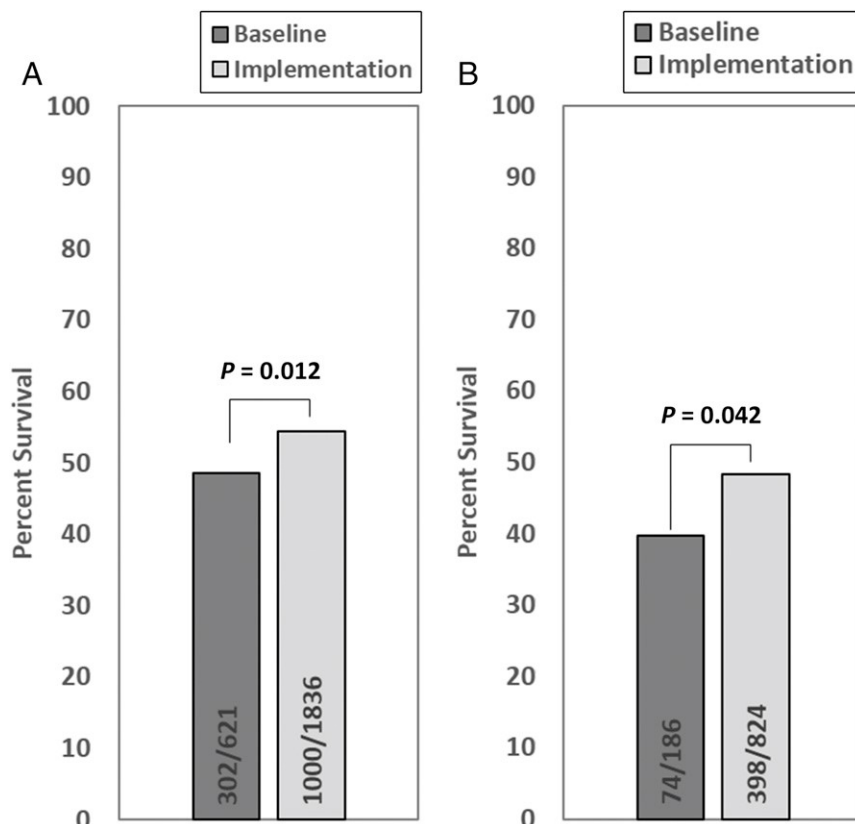 A
Baseline
Implementation
100
90
80
70
60
50
40
30
20
10
0
Percent Survival
P = 0.012
302/621
1000/1836
B
Baseline
Implementation
100
90
80
70
60
50
40
30
20
10
0
Percent Survival
P = 0.042
74/186
398/824